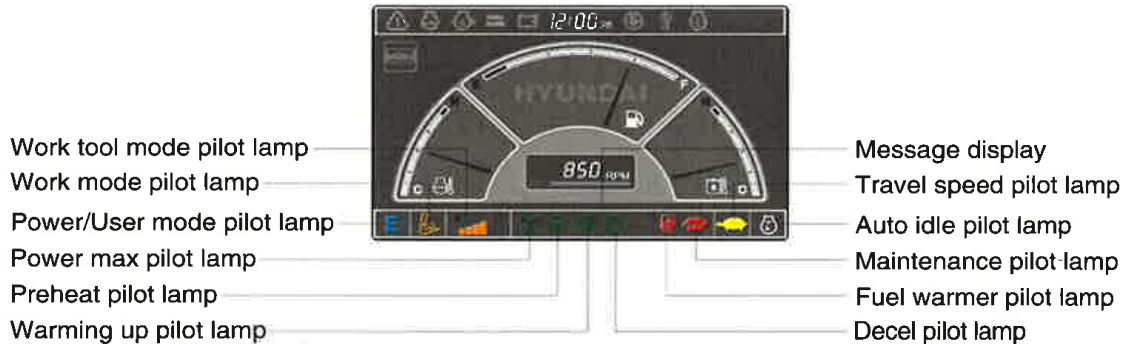 12:00
E
F
HYUNDAI
H
H
C
C
850 RPM
E
Work tool mode pilot lamp
Work mode pilot lamp
Power/User mode pilot lamp
Power max pilot lamp
Preheat pilot lamp
Warming up pilot lamp
Message display
Travel speed pilot lamp
Auto idle pilot lamp
Maintenance pilot lamp
Fuel warmer pilot lamp
Decel pilot lamp